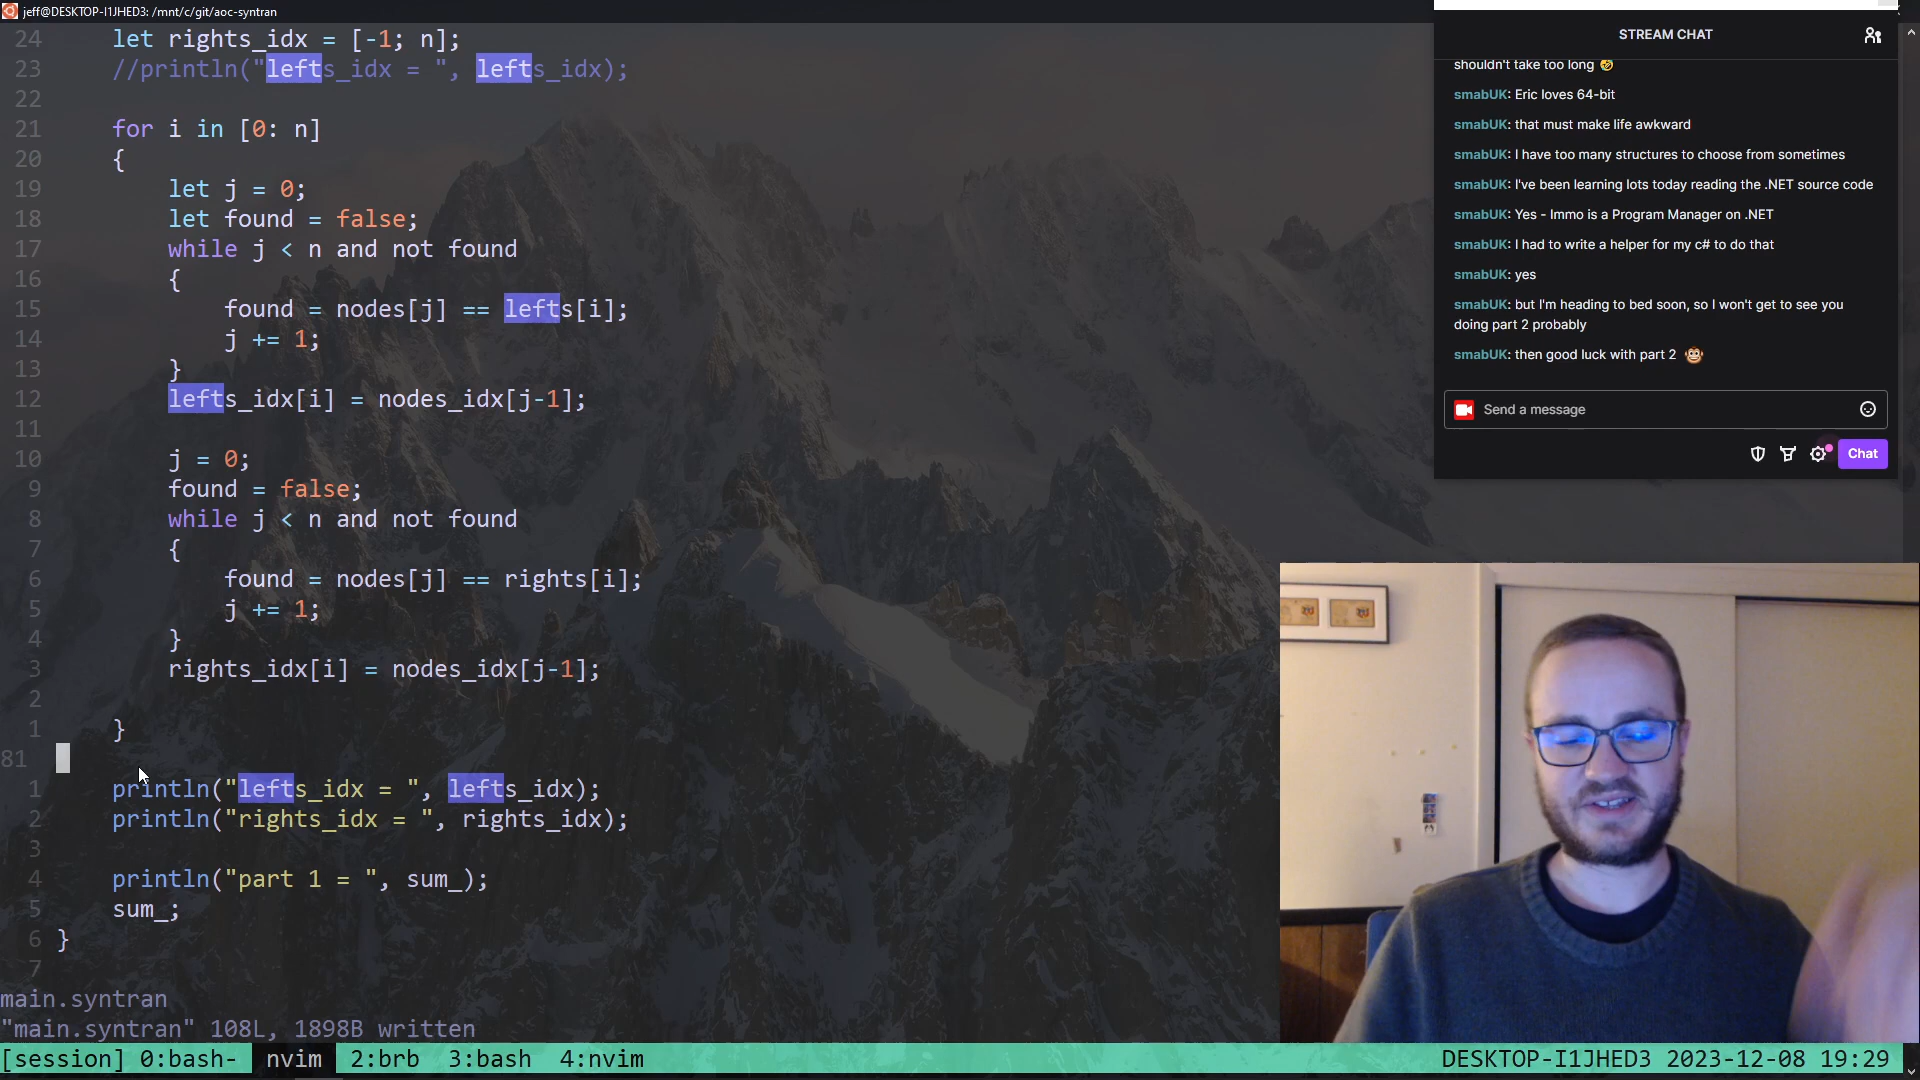 jeff@DESKTOP-I1JHED3: /mnt/c/git/aoc-syntran
24 let rights_idx = [-1; n];
23 //println("lefts_idx = ", lefts_idx);
22
21 for i in [0: n]
20 {
19 let j = 0;
18 let found = false;
17 while j < n and not found
16 {
15 found = nodes[j] == lefts[i];
14 j += 1;
13 }
12 lefts_idx[i] = nodes_idx[j-1];
11
10 j = 0;
9 found = false;
8 while j < n and not found
7 {
6 found = nodes[j] == rights[i];
5 j += 1;
4 }
3 rights_idx[i] = nodes_idx[j-1];
2
1 }
81
1 println("lefts_idx = ", lefts_idx);
2 println("rights_idx = ", rights_idx);
3
4 println("part 1 = ", sum_);
5 sum_;
6 }
7
main.syntran
"main.syntran" 108L, 1898B written
[session] 0:bash- nvim 2:brb 3:bash 4:nvim DESKTOP-I1JHED3 2023-12-08 19:29
STREAM CHAT
shouldn't take too long
smabUK: Eric loves 64-bit
smabUK: that must make life awkward
smabUK: I have too many structures to choose from sometimes
smabUK: I've been learning lots today reading the .NET source code
smabUK: Yes - Immo is a Program Manager on .NET
smabUK: I had to write a helper for my c# to do that
smabUK: yes
smabUK: but I'm heading to bed soon, so I won't get to see you
doing part 2 probably
smabUK: then good luck with part 2
Send a message
Chat